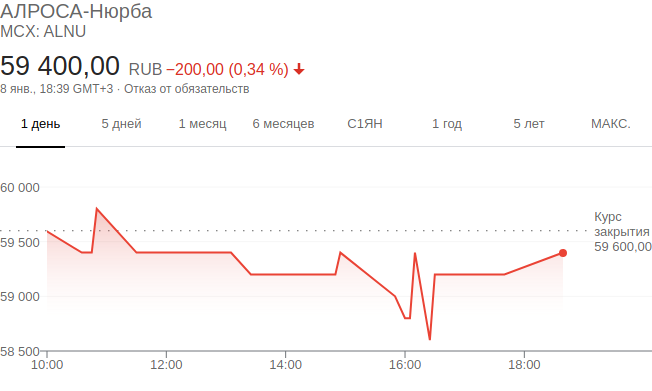 АЛРОСА-Нюрба
MCX: ALNU
59 400,00 RUB −200,00 (0,34 %)
8 янв., 18:39 GMT+3 · Отказ от обязательств
1 день 5 дней 1 месяц 6 месяцев С1ЯН 1 год 5 лет МАКС.
60 000
59 500
59 000
58 500
Курс
закрытия
59 600,00
10:00 12:00 14:00 16:00 18:00